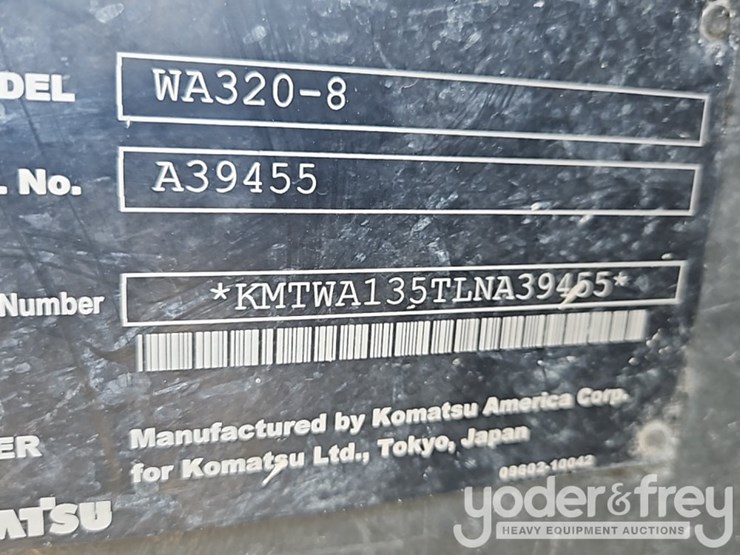 ODEL WA320-8
. No. A39455
Number *KMTWA135TLNA39455*
Manufactured by Komatsu America Corp.
for Komatsu Ltd., Tokyo, Japan
ER
09602-10042
ATSU
yoder&frey
HEAVY EQUIPMENT AUCTIONS